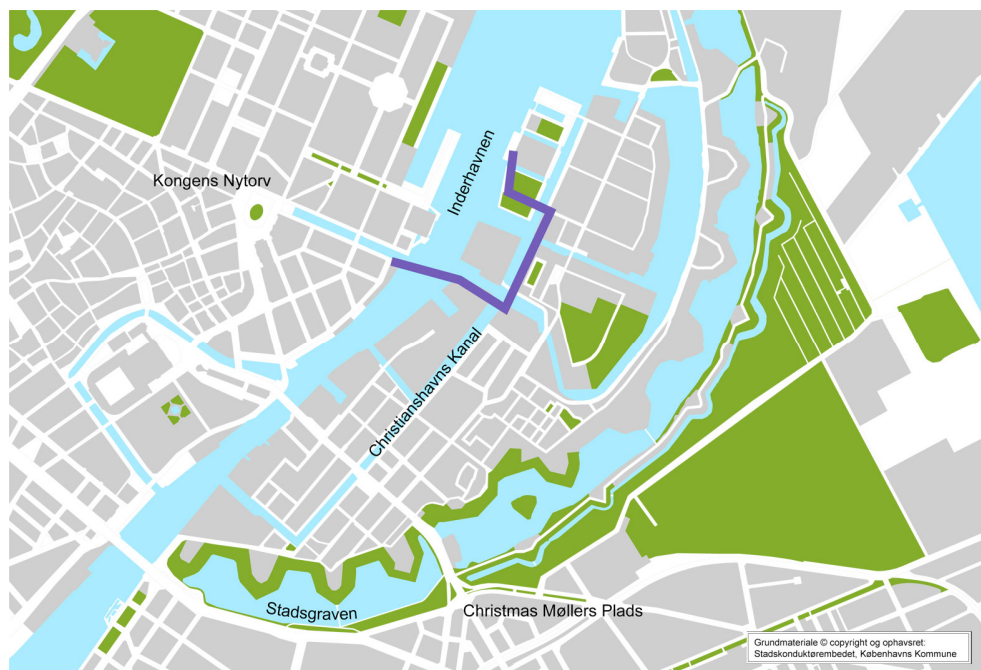 Kongens Nytorv
Inderhavnen
Christianshavns Kanal
Stadsgraven
Christmas Møllers Plads
Grundmateriale © copyright og ophavsret:
Stadskonduktørembedet, Københavns Kommune